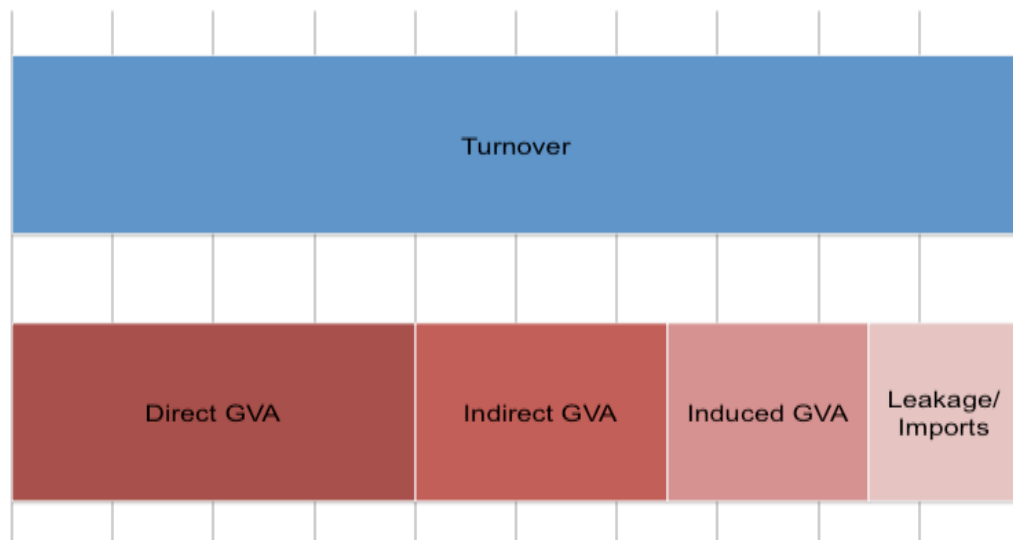 Turnover
Direct GVA
Indirect GVA
Induced GVA
Leakage/
Imports